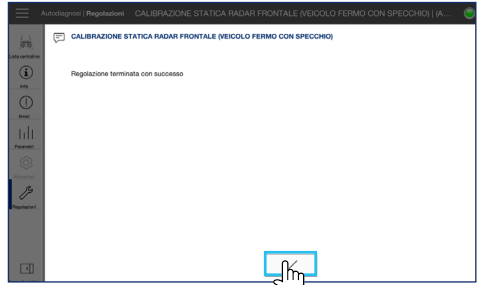 Autodiagnosi | Regolazioni CALIBRAZIONE STATICA RADAR FRONTALE (VEICOLO FERMO CON SPECCHIO) | (A...
CALIBRAZIONE STATICA RADAR FRONTALE (VEICOLO FERMO CON SPECCHIO)
Lista centraline
Regolazione terminata con successo
Info
Errori
Parametri
Regolazioni